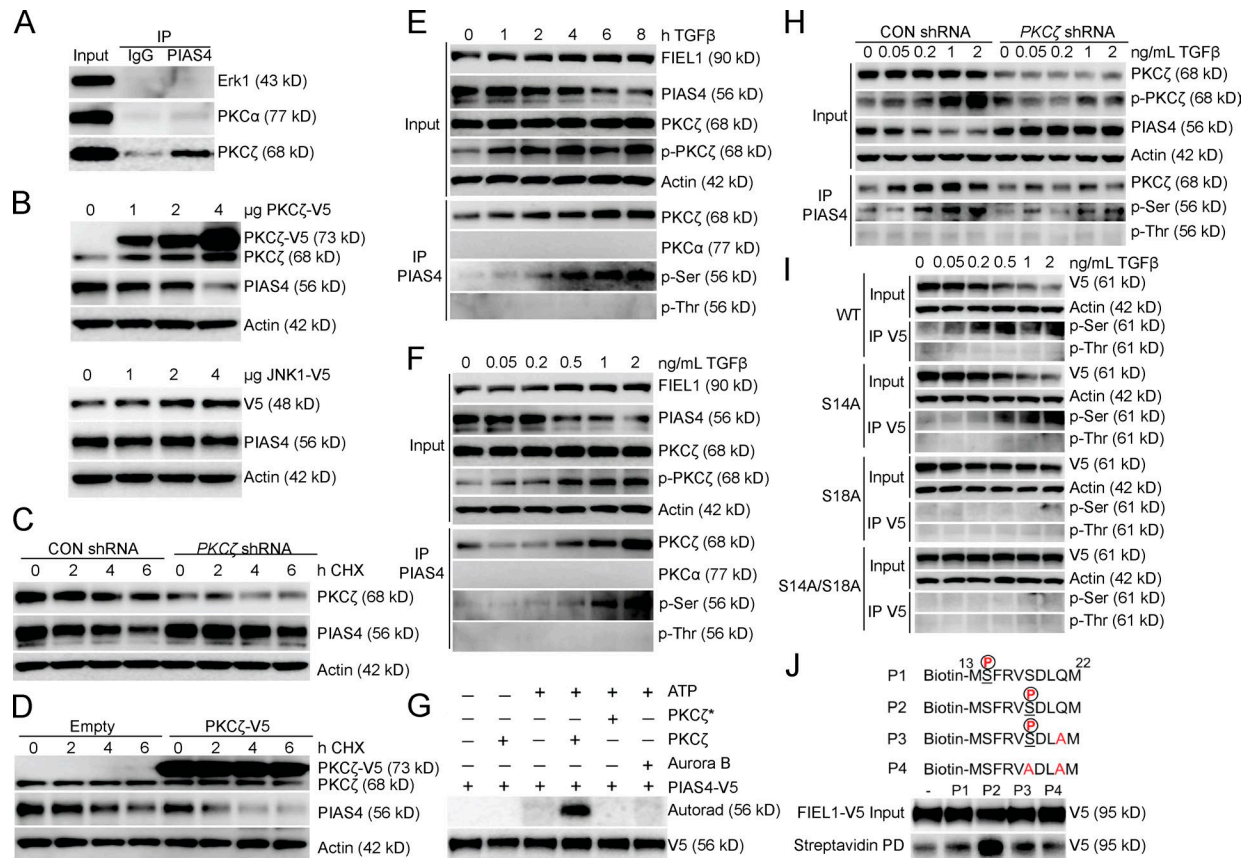 A
IP
Input IgG PIAS4
Erk1 (43 kD)
PKCα (77 kD)
PKCζ (68 kD)
B
0 1 2 4 µg PKCζ-V5
PKCζ-V5 (73 kD)
PKCζ (68 kD)
PIAS4 (56 kD)
Actin (42 kD)
0 1 2 4 µg JNK1-V5
V5 (48 kD)
PIAS4 (56 kD)
Actin (42 kD)
C
CON shRNA PKCζ shRNA
0 2 4 6 0 2 4 6 h CHX
PKCζ (68 kD)
PIAS4 (56 kD)
Actin (42 kD)
D
Empty PKCζ-V5
0 2 4 6 0 2 4 6 h CHX
PKCζ-V5 (73 kD)
PKCζ (68 kD)
PIAS4 (56 kD)
Actin (42 kD)
E
0 1 2 4 6 8 h TGFβ
Input
FIEL1 (90 kD)
PIAS4 (56 kD)
PKCζ (68 kD)
p-PKCζ (68 kD)
Actin (42 kD)
IP
PIAS4
PKCζ (68 kD)
PKCα (77 kD)
p-Ser (56 kD)
p-Thr (56 kD)
F
0 0.05 0.2 0.5 1 2 ng/mL TGFβ
Input
FIEL1 (90 kD)
PIAS4 (56 kD)
PKCζ (68 kD)
p-PKCζ (68 kD)
Actin (42 kD)
IP
PIAS4
PKCζ (68 kD)
PKCα (77 kD)
p-Ser (56 kD)
p-Thr (56 kD)
G
– – + + + + ATP
– – – – + – PKCζ*
– + – + – – PKCζ
– – – – – + Aurora B
+ + + + + + PIAS4-V5
Autorad (56 kD)
V5 (56 kD)
H
CON shRNA PKCζ shRNA
0 0.05 0.2 1 2 0 0.05 0.2 1 2 ng/mL TGFβ
Input
PKCζ (68 kD)
p-PKCζ (68 kD)
PIAS4 (56 kD)
Actin (42 kD)
IP
PIAS4
PKCζ (68 kD)
p-Ser (56 kD)
p-Thr (56 kD)
I
0 0.05 0.2 0.5 1 2 ng/mL TGFβ
WT
Input
V5 (61 kD)
Actin (42 kD)
IP V5
p-Ser (61 kD)
p-Thr (61 kD)
S14A
Input
V5 (61 kD)
Actin (42 kD)
IP V5
p-Ser (61 kD)
p-Thr (61 kD)
S18A
Input
V5 (61 kD)
Actin (42 kD)
IP V5
p-Ser (61 kD)
p-Thr (61 kD)
S14A/S18A
Input
V5 (61 kD)
Actin (42 kD)
IP V5
p-Ser (61 kD)
p-Thr (61 kD)
J
13 P 22
P1 Biotin-MSFRVSDLQM
P
P2 Biotin-MSFRVSDLQM
P
P3 Biotin-MSFRVSDLAM
P4 Biotin-MSFRVADLAM
- P1 P2 P3 P4
FIEL1-V5 Input V5 (95 kD)
Streptavidin PD V5 (95 kD)